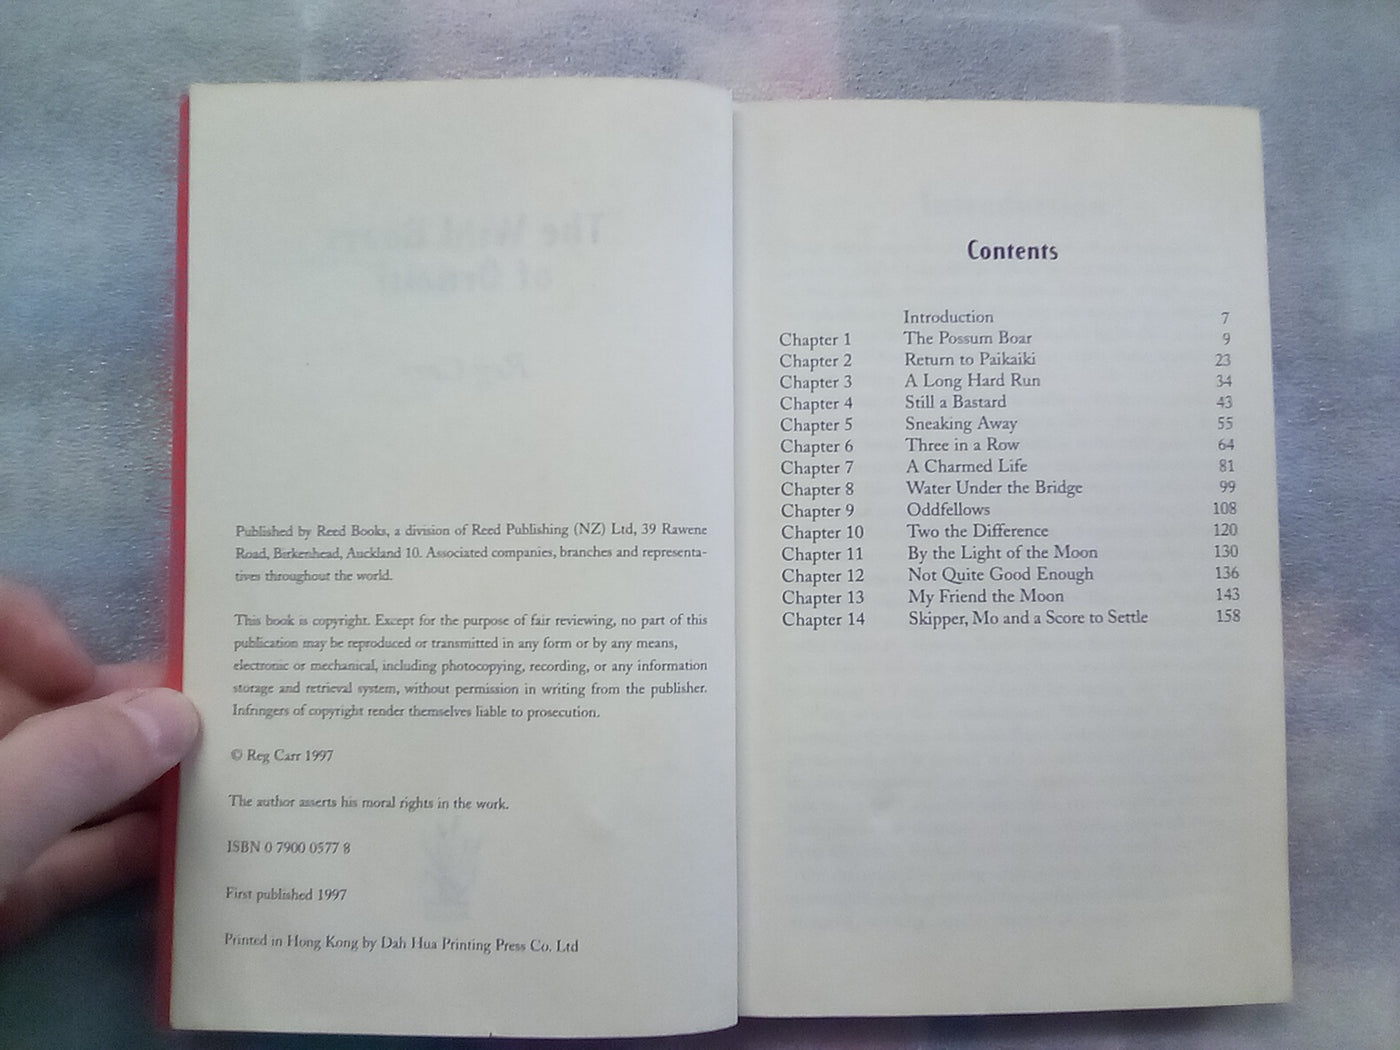 Published by Reed Books, a division of Reed Publishing (NZ) Ltd, 39 Rawene
Road, Birkenhead, Auckland 10. Associated companies, branches and representa-
tives throughout the world.
This book is copyright. Except for the purpose of fair reviewing, no part of this
publication may be reproduced or transmitted in any form or by any means,
electronic or mechanical, including photocopying, recording, or any information
storage and retrieval system, without permission in writing from the publisher.
Infringers of copyright render themselves liable to prosecution.
© Reg Carr 1997
The author asserts his moral rights in the work.
ISBN 0 7900 0577 8
First published 1997
Printed in Hong Kong by Dah Hua Printing Press Co. Ltd
Contents
Introduction 7
Chapter 1 The Possum Boar 9
Chapter 2 Return to Paikaiki 23
Chapter 3 A Long Hard Run 34
Chapter 4 Still a Bastard 43
Chapter 5 Sneaking Away 55
Chapter 6 Three in a Row 64
Chapter 7 A Charmed Life 81
Chapter 8 Water Under the Bridge 99
Chapter 9 Oddfellows 108
Chapter 10 Two the Difference 120
Chapter 11 By the Light of the Moon 130
Chapter 12 Not Quite Good Enough 136
Chapter 13 My Friend the Moon 143
Chapter 14 Skipper, Mo and a Score to Settle 158